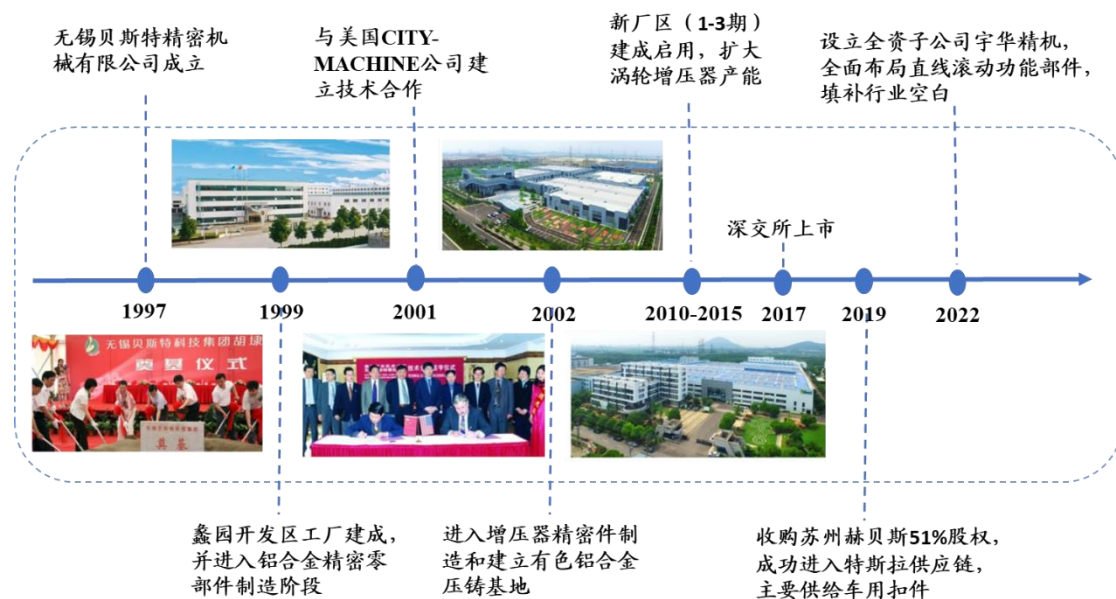 无锡贝斯特精密机
械有限公司成立
与美国CITY-
MACHINE公司建
立技术合作
新厂区（1-3期）
建成启用，扩大
涡轮增压器产能
设立全资子公司宇华精机，
全面布局直线滚动功能部件，
填补行业空白
深交所上市
1997
1999
2001
2002
2010-2015
2017
2019
2022
无锡贝斯特科技集团胡埭
奠基仪式
奠基
蠡园开发区工厂建成，
并进入铝合金精密零
部件制造阶段
进入增压器精密件制
造和建立有色铝合金
压铸基地
收购苏州赫贝斯51%股权，
成功进入特斯拉供应链，
主要供给车用扣件